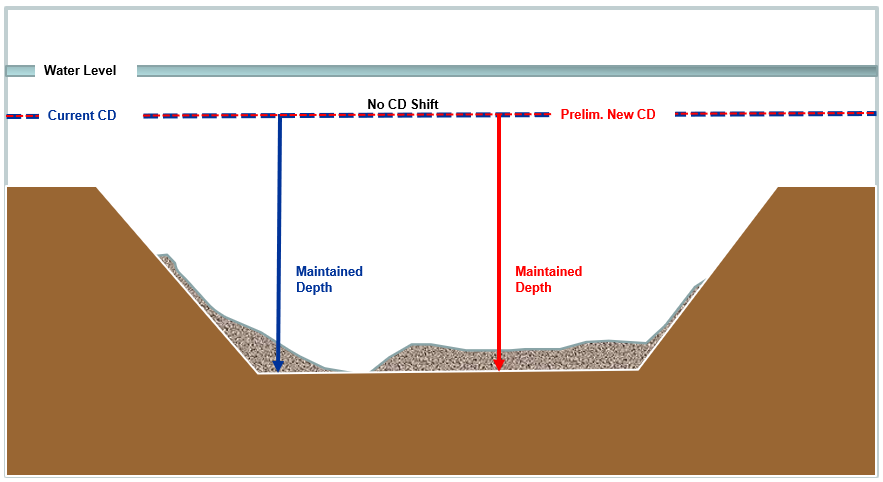 Water Level
No CD Shift
Current CD
Prelim. New CD
Maintained
Depth
Maintained
Depth